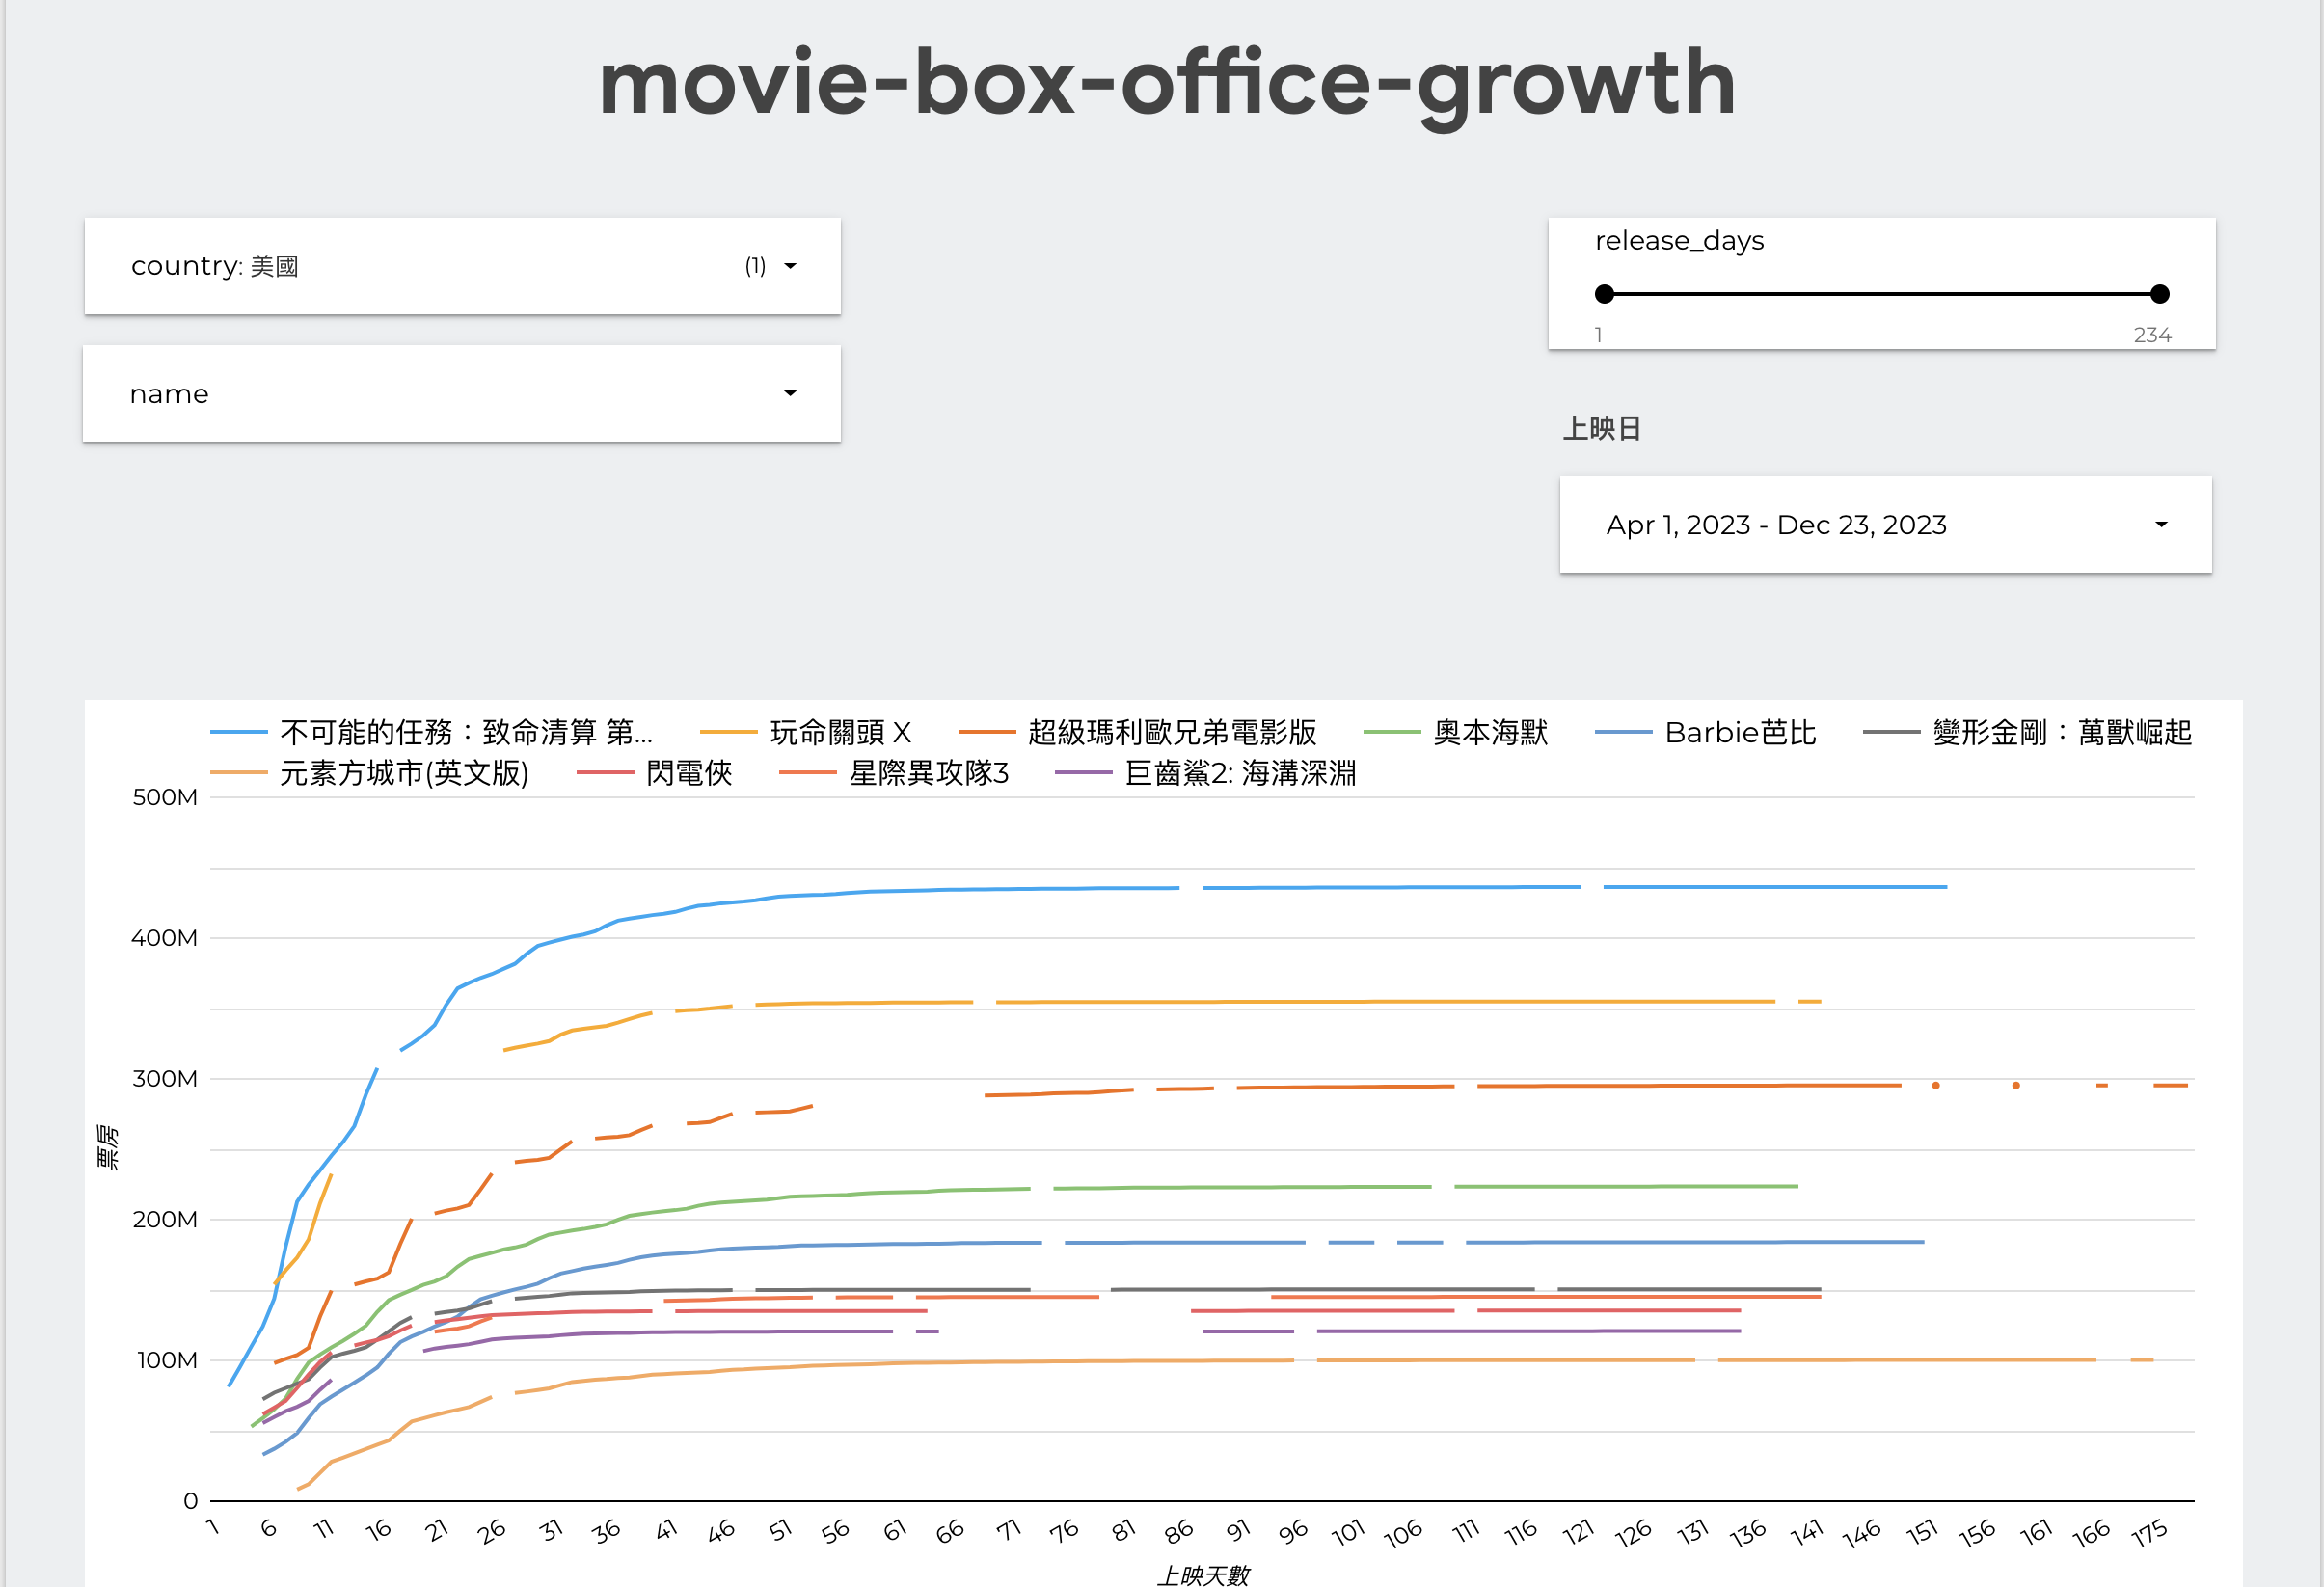 movie-box-office-growth
country: 美國 (1)
release_days
1 234
name
上映日
Apr 1, 2023 - Dec 23, 2023
不可能的任務：致命清算 第... 玩命關頭 X 超級瑪利歐兄弟電影版 奧本海默 Barbie芭比 變形金剛：萬獸崛起
元素方城市(英文版) 閃電俠 星際異攻隊3 巨齒鯊2: 海溝深淵
500M
400M
300M
票房
200M
100M
0
1 6 11 16 21 26 31 36 41 46 51 56 61 66 71 76 81 86 91 96 101 106 111 116 121 126 131 136 141 146 151 156 161 166 175
上映天數